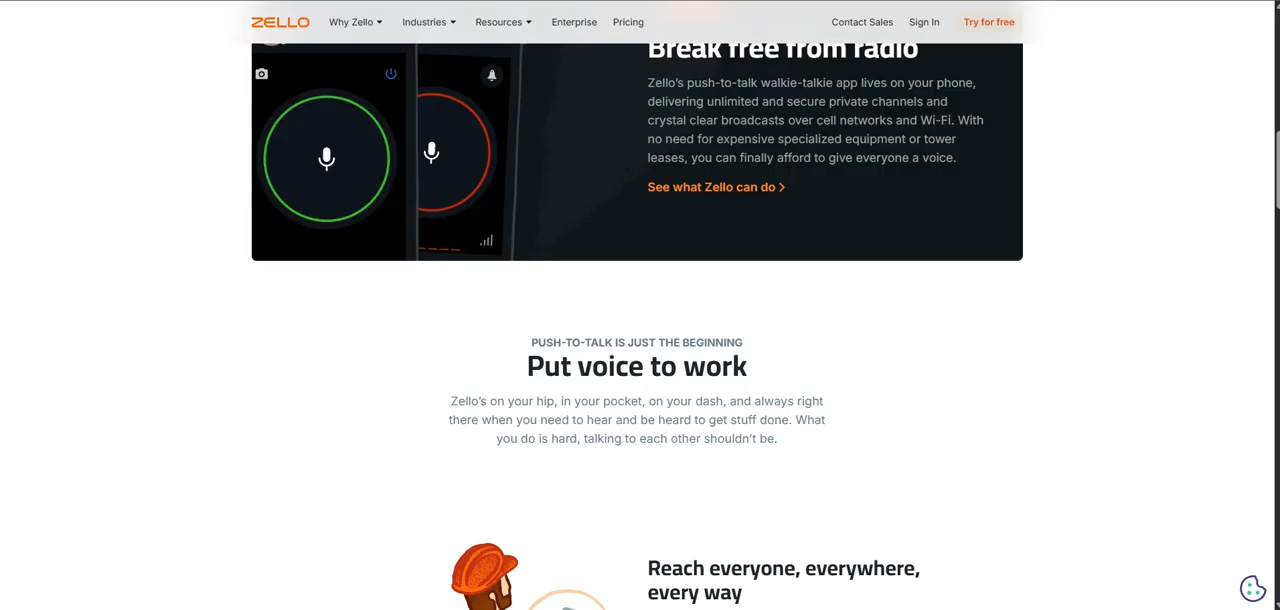 ZELLO
Why Zello
Industries
Resources
Enterprise
Pricing
Contact Sales
Sign In
Try for free
Break free from radio
Zello’s push-to-talk walkie-talkie app lives on your phone,
delivering unlimited and secure private channels and
crystal clear broadcasts over cell networks and Wi-Fi. With
no need for expensive specialized equipment or tower
leases, you can finally afford to give everyone a voice.
See what Zello can do
PUSH-TO-TALK IS JUST THE BEGINNING
Put voice to work
Zello’s on your hip, in your pocket, on your dash, and always right
there when you need to hear and be heard to get stuff done. What
you do is hard, talking to each other shouldn’t be.
Reach everyone, everywhere,
every way